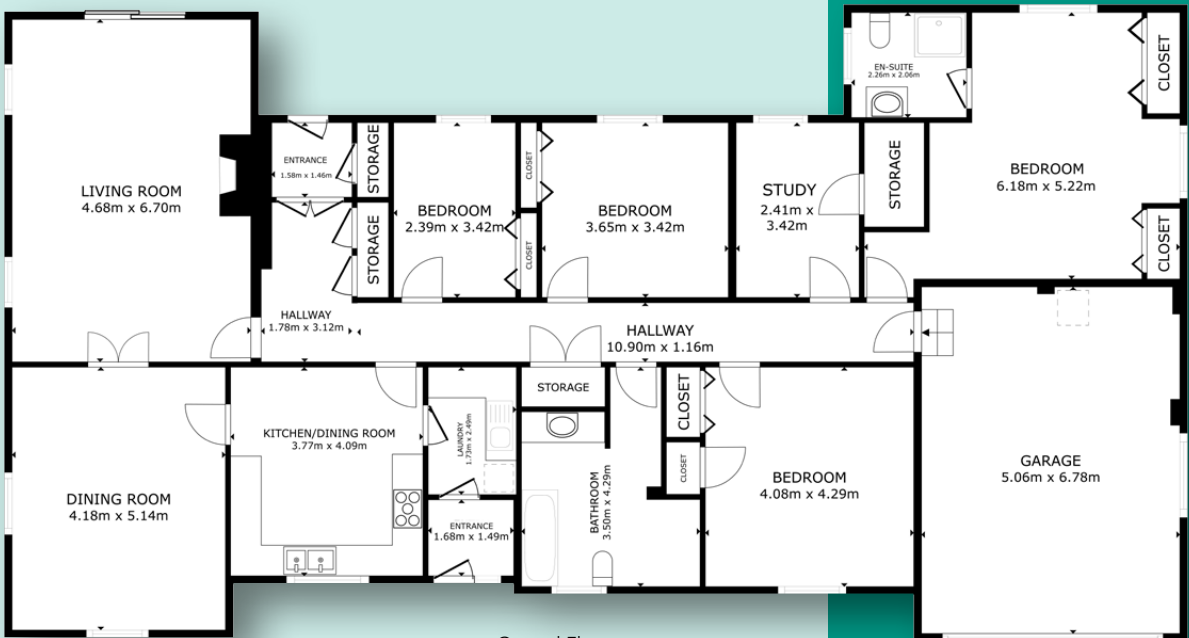 EN-SUITE
2.26m x 2.06m
CLOSET
ENTRANCE
1.58m x 1.46m
STORAGE
CLOSET
STORAGE
BEDROOM
6.18m x 5.22m
LIVING ROOM
4.68m x 6.70m
STUDY
2.41m x
3.42m
BEDROOM
2.39m x 3.42m
BEDROOM
3.65m x 3.42m
STORAGE
CLOSET
CLOSET
HALLWAY
1.78m x 3.12m
HALLWAY
10.90m x 1.16m
STORAGE
CLOSET
KITCHEN/DINING ROOM
3.77m x 4.09m
LAUNDRY
1.73m x 2.49m
CLOSET
GARAGE
5.06m x 6.78m
BEDROOM
4.08m x 4.29m
DINING ROOM
4.18m x 5.14m
BATHROOM
3.50m x 4.29m
ENTRANCE
1.68m x 1.49m